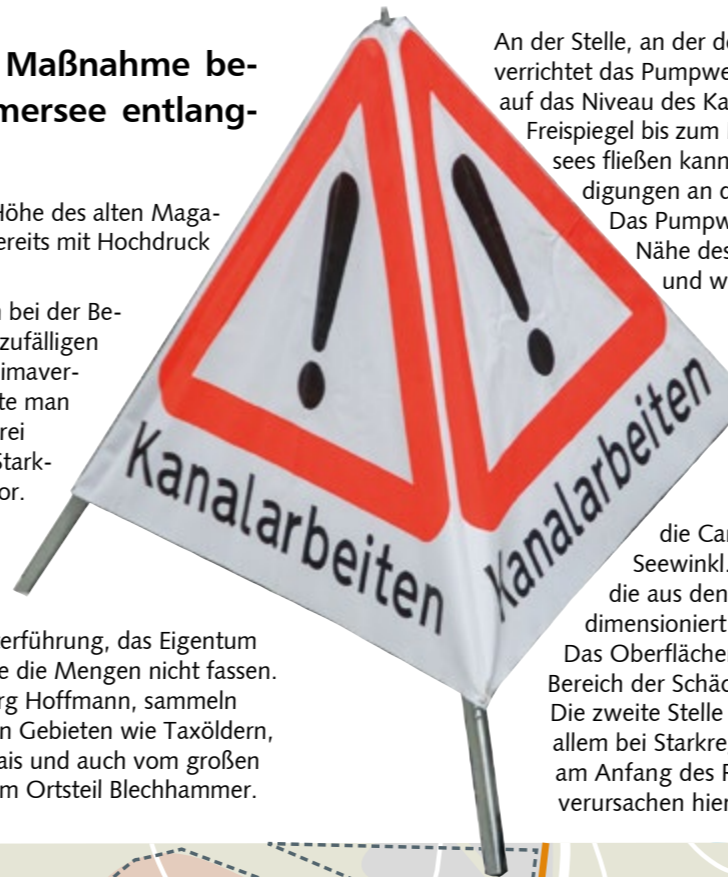 Maßnahme be-
mersee entlang-
Höhe des alten Maga-
ereits mit Hochdruck
bei der Be-
zufälligen
imaver-
te man
rei
Stark-
or.
erführung, das Eigentum
e die Mengen nicht fassen.
rg Hoffmann, sammeln
n Gebieten wie Taxöldern,
ais und auch vom großen
m Ortsteil Blechhammer.
Kanalarbeiten
Kanalarbeiten
An der Stelle, an der de
verrichtet das Pumpwe
auf das Niveau des Ka
Freispiegel bis zum
sees fließen kann
digungen an d
Das Pumpw
Nähe des
und w
die Car
Seewinkl.
die aus den
dimensioniert
Das Oberfläche
Bereich der Schäc
Die zweite Stelle
allem bei Starkre
am Anfang des R
verursachen hier